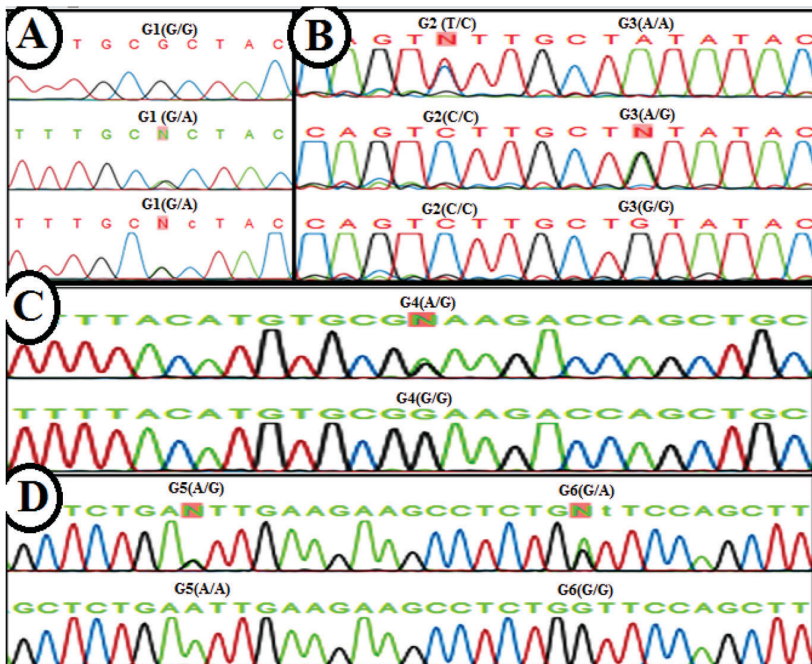 A
G1(G/G)
T G C G C T A C
G1 (G/A)
T T T G C N C T A C
G1(G/A)
T T T G C N c T A C
B
G2 (T/C) G3(A/A)
A G T N T T G C T A T A T A C
G2(C/C) G3(A/G)
C A G T C T T G C T N T A T A C
G2(C/C) G3(G/G)
C A G T C T T G C T G T A T A C
C
G4(A/G)
T T T A C A T G T G C G N A A G A C C A G C T G C
G4(G/G)
T T T T A C A T G T G C G G A A G A C C A G C T G C
D
G5(A/G) G6(G/A)
T C T G A N T T G A A G A A G C C T C T G N t T C C A G C T T
G5(A/A) G6(G/G)
G C T C T G A A T T G A A G A A G C C T C T G G T T C C A G C T T